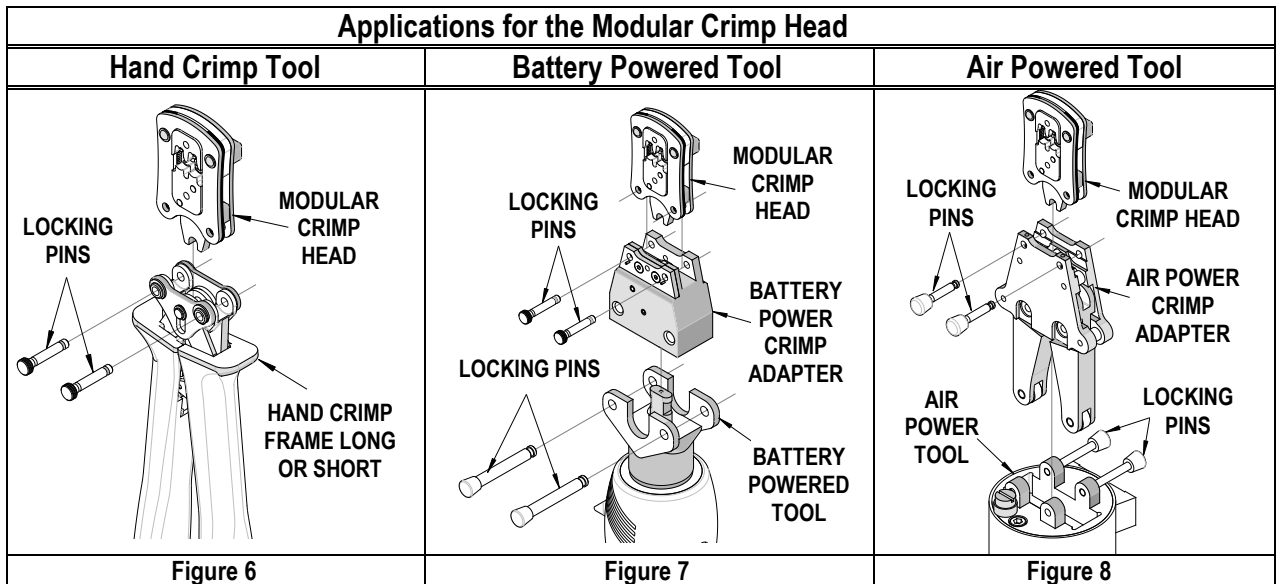 Applications for the Modular Crimp Head
Hand Crimp Tool
Battery Powered Tool
Air Powered Tool
LOCKING
PINS
MODULAR
CRIMP
HEAD
HAND CRIMP
FRAME LONG
OR SHORT
MODULAR
CRIMP
HEAD
LOCKING
PINS
BATTERY
POWER
CRIMP
ADAPTER
LOCKING PINS
BATTERY
POWERED
TOOL
LOCKING
PINS
MODULAR
CRIMP HEAD
AIR POWER
CRIMP
ADAPTER
AIR
POWER
TOOL
LOCKING
PINS
Figure 6
Figure 7
Figure 8